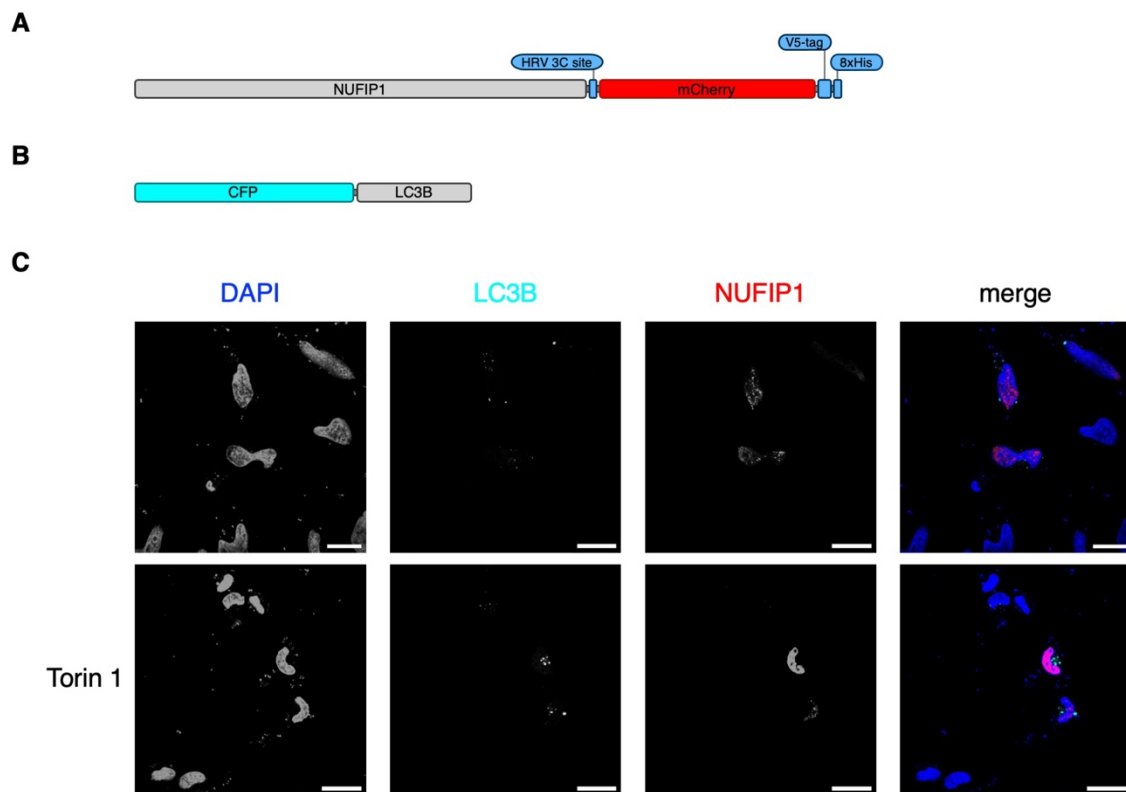 A
HRV 3C site
V5-tag
8xHis
NUFIP1
mCherry
B
CFP
LC3B
C
DAPI
LC3B
NUFIP1
merge
Torin 1